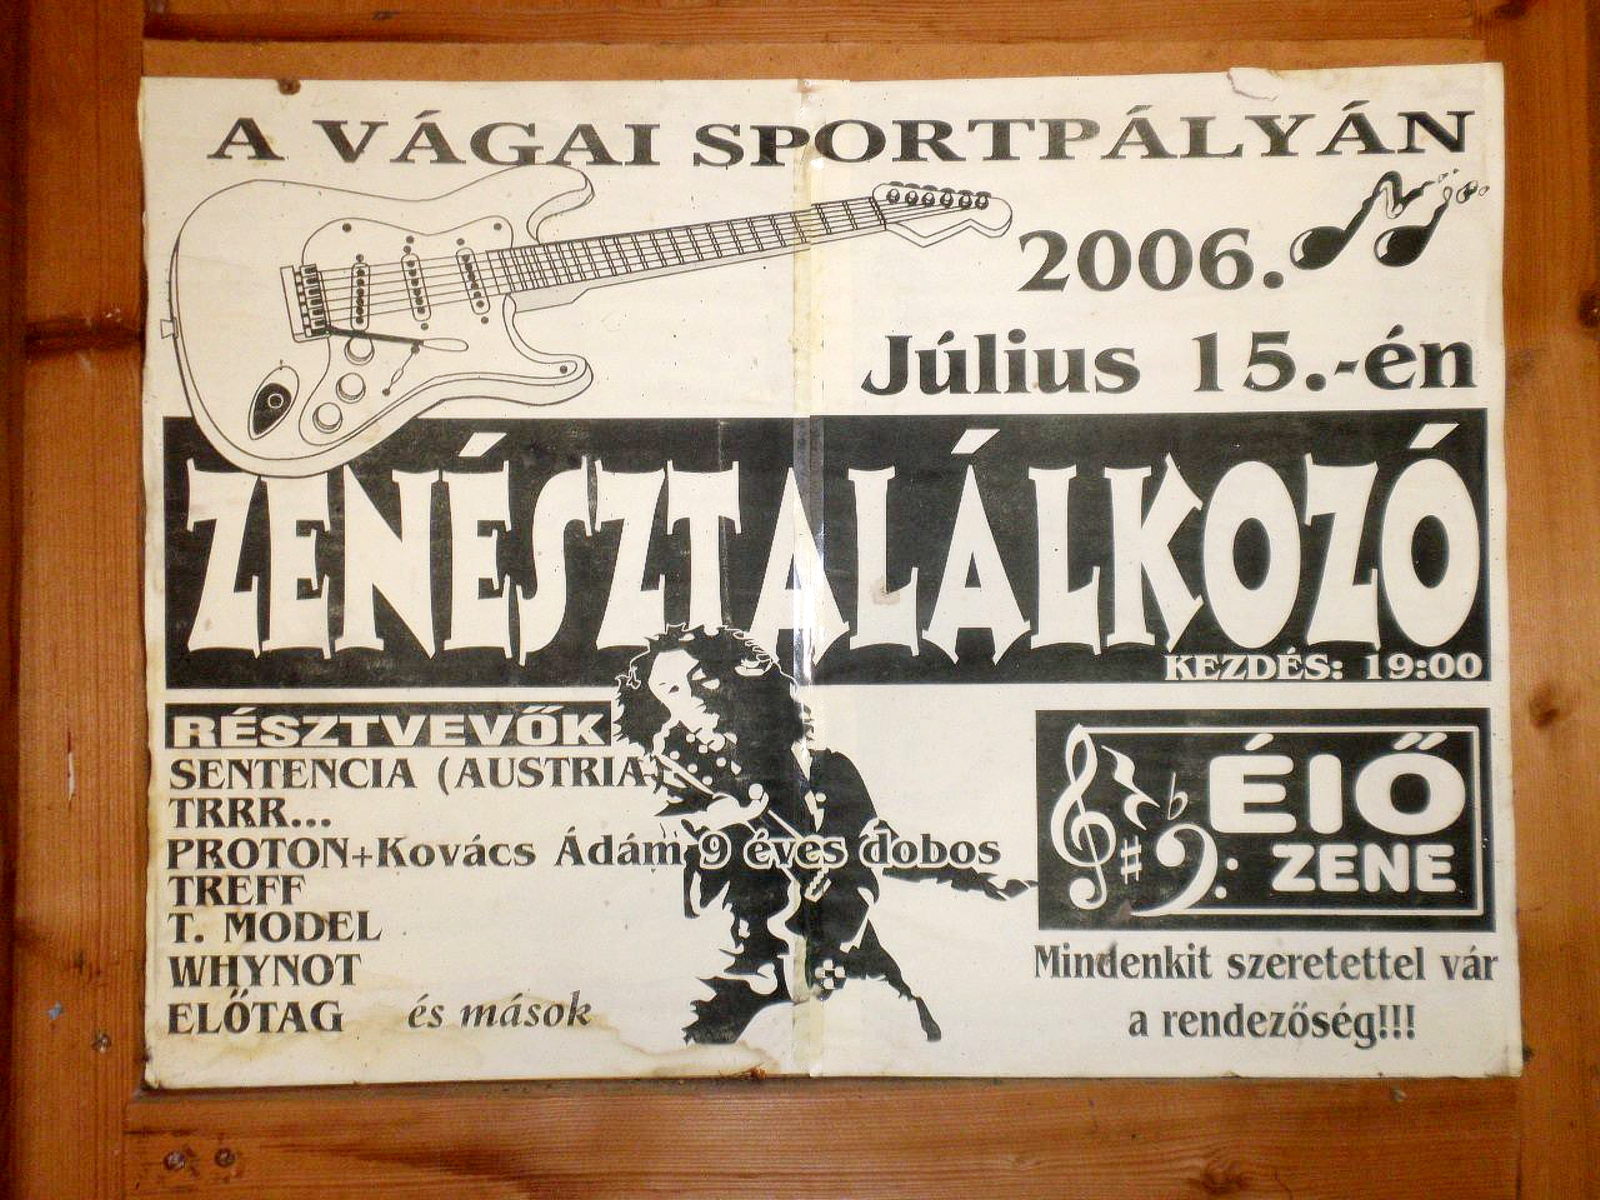 A VÁGAI SPORTPÁLYÁN
2006.
Július 15.-én
ZENÉSZTALÁLKOZÓ
KEZDÉS: 19:00
RÉSZTVEVŐK
SENTENCIA (AUSTRIA)
TRRR...
PROTON+Kovács Ádám 9 éves dobos
TREFF
T. MODEL
WHYNOT
ELŐTAG és mások
ÉlŐ
ZENE
Mindenkit szeretettel vár
a rendezőség!!!